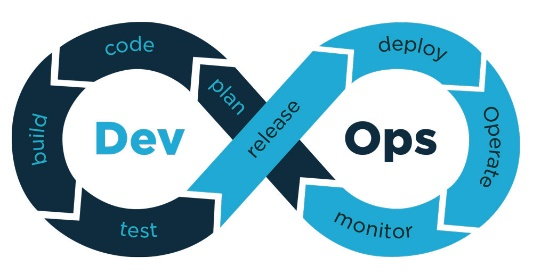 code
plan
build
Dev
test
release
deploy
Operate
Ops
monitor